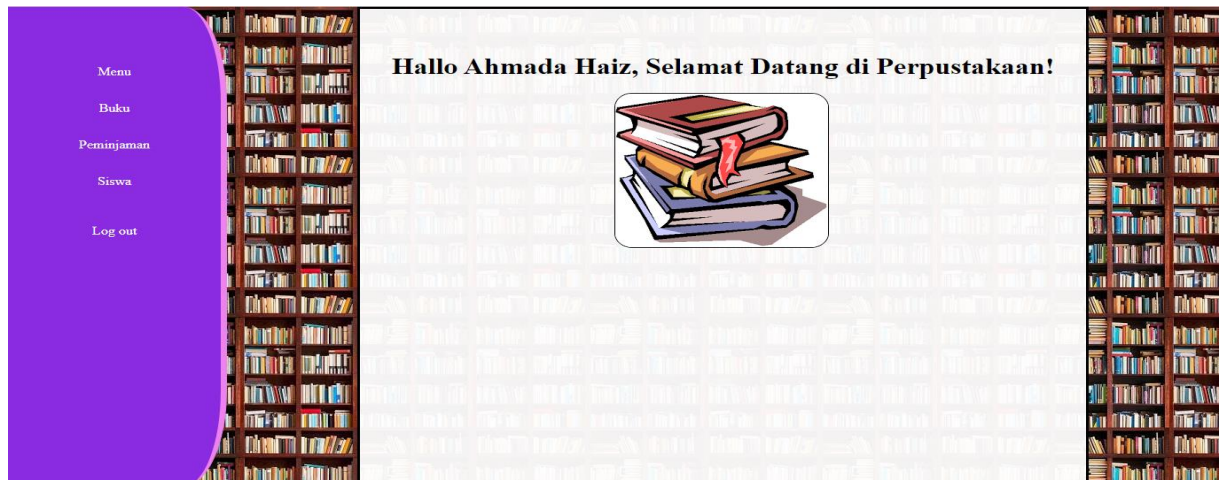 Menu
Buku
Peminjaman
Siswa
Log out
Hallo Ahmada Haiz, Selamat Datang di Perpustakaan!